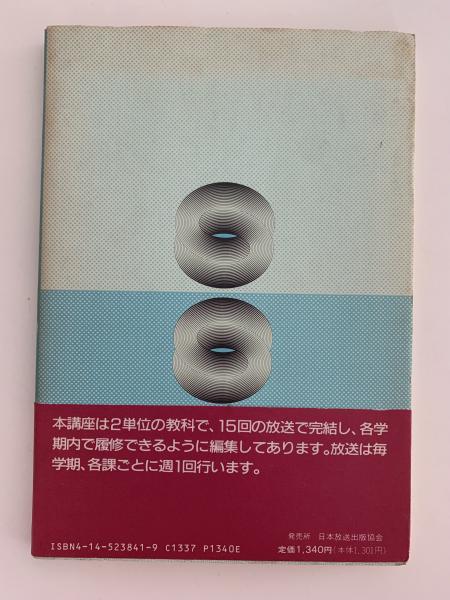 本講座は2単位の教科で、15回の放送で完結し、各学
期内で履修できるように編集してあります。放送は毎
学期、各課ごとに週1回行います。
発売所 日本放送出版協会
ISBN4-14-523841-9 C1337 P1340E
定価1,340円(本体1,301円)